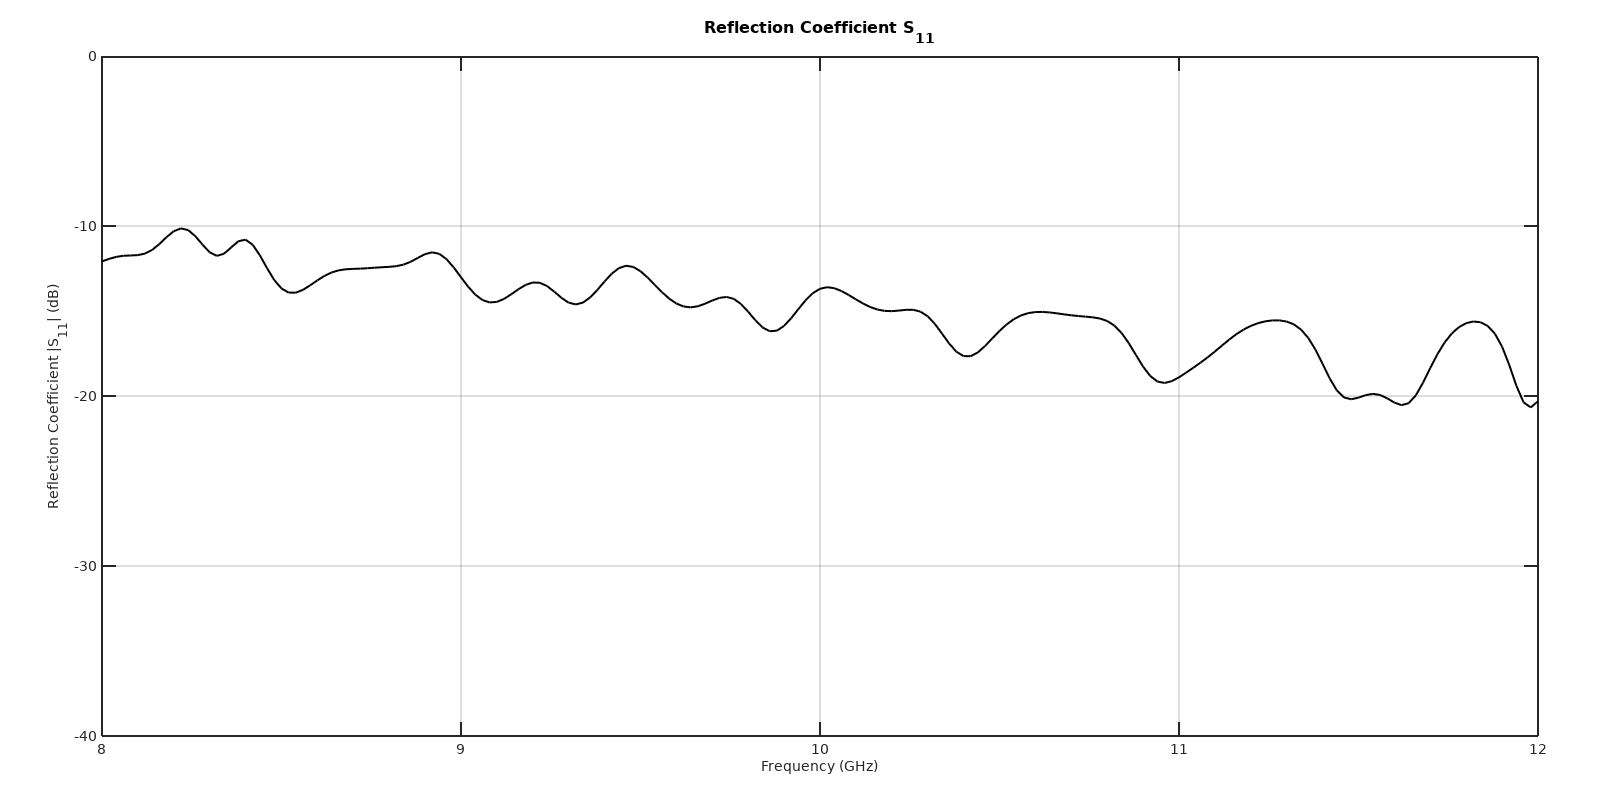 Reflection Coefficient S11
0
-10
-20
-30
-40
Reflection Coefficient |S11| (dB)
8 9 10 11 12
Frequency (GHz)